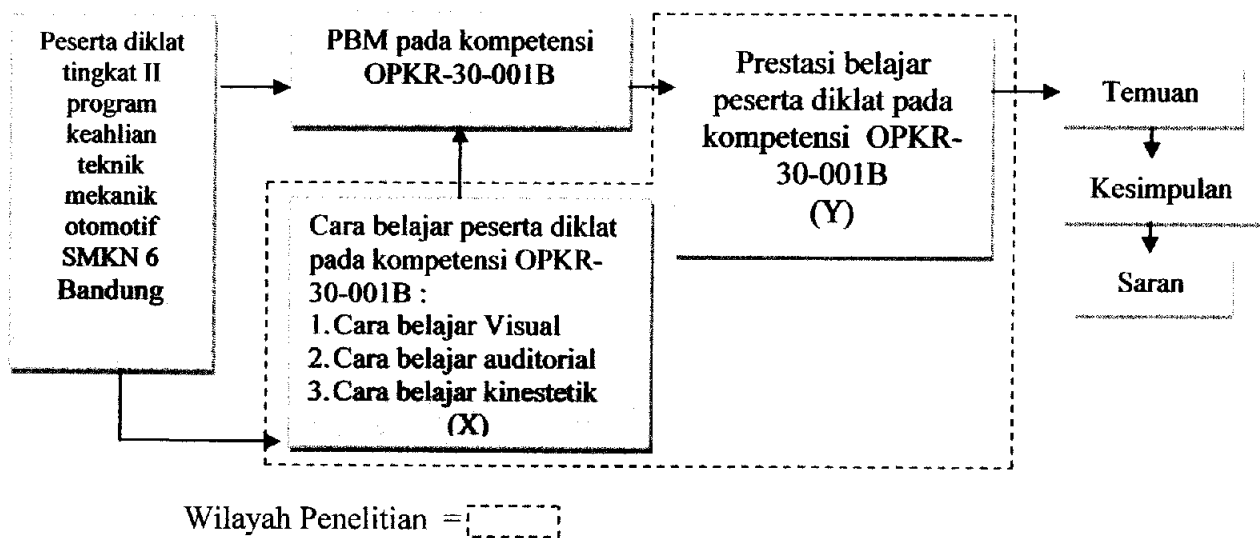 Peserta diklat
tingkat II
program
keahlian
teknik
mekanik
otomotif
SMKN 6
Bandung
PBM pada kompetensi
OPKR-30-001B
Cara belajar peserta diklat
pada kompetensi OPKR-
30-001B :
1. Cara belajar Visual
2. Cara belajar auditorial
3. Cara belajar kinestetik
(X)
Prestasi belajar
peserta diklat pada
kompetensi OPKR-
30-001B
(Y)
Temuan
Kesimpulan
Saran
Wilayah Penelitian =